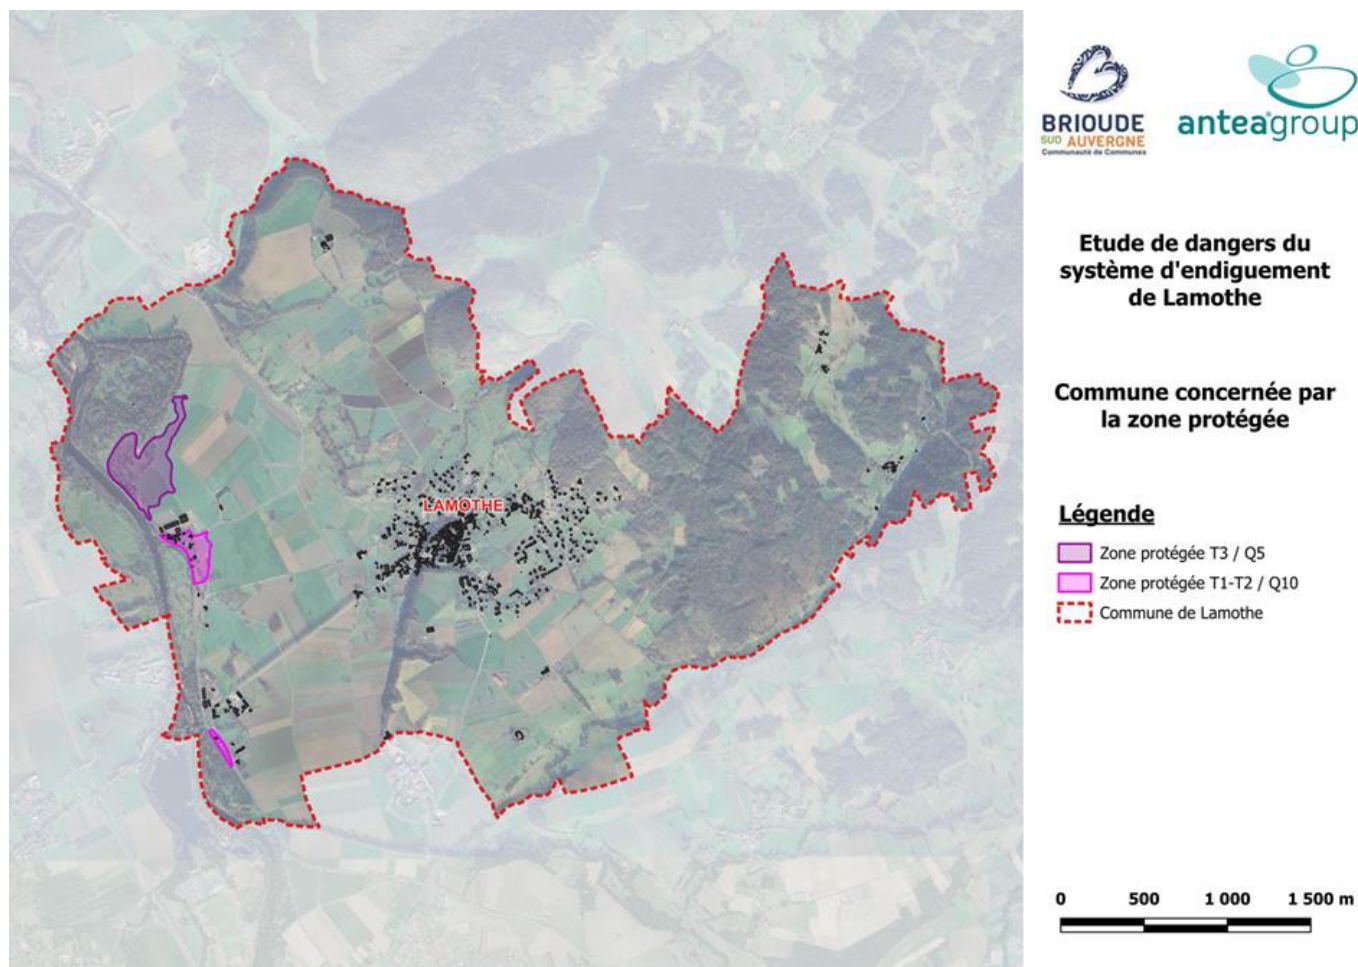 BRIOUDE
SUD AUVERGNE
Communauté de Communes
anteagroup
Etude de dangers du
système d'endiguement
de Lamothe
Commune concernée par
la zone protégée
LAMOTHE
Légende
Zone protégée T3 / Q5
Zone protégée T1-T2 / Q10
Commune de Lamothe
0 500 1 000 1 500 m